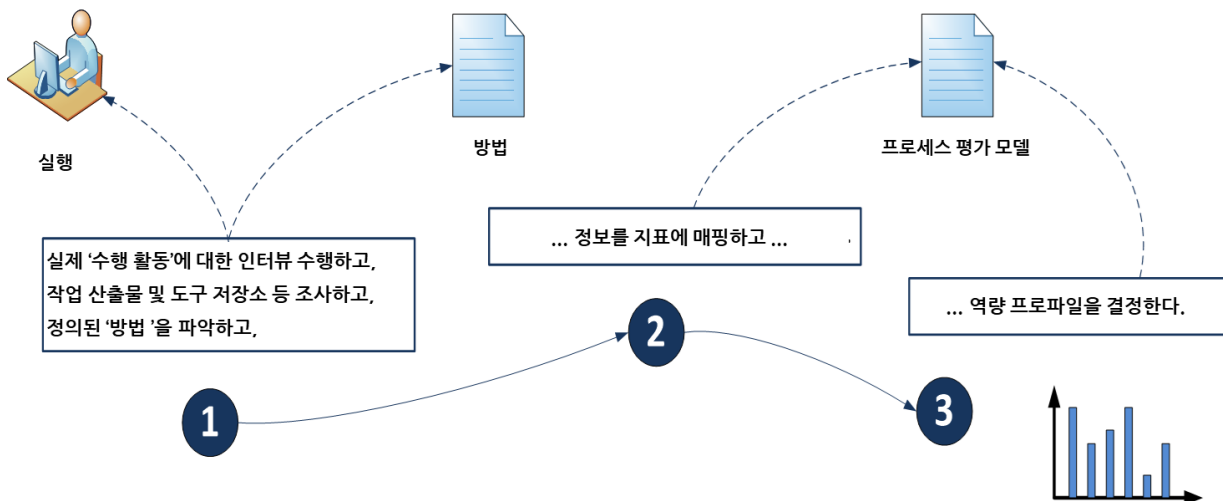 실행
방법
프로세스 평가 모델
실제 ‘수행 활동’에 대한 인터뷰 수행하고,
작업 산출물 및 도구 저장소 등 조사하고,
정의된 ‘방법 ’을 파악하고,
... 정보를 지표에 매핑하고 ... .
... 역량 프로파일을 결정한다.
1
2
3